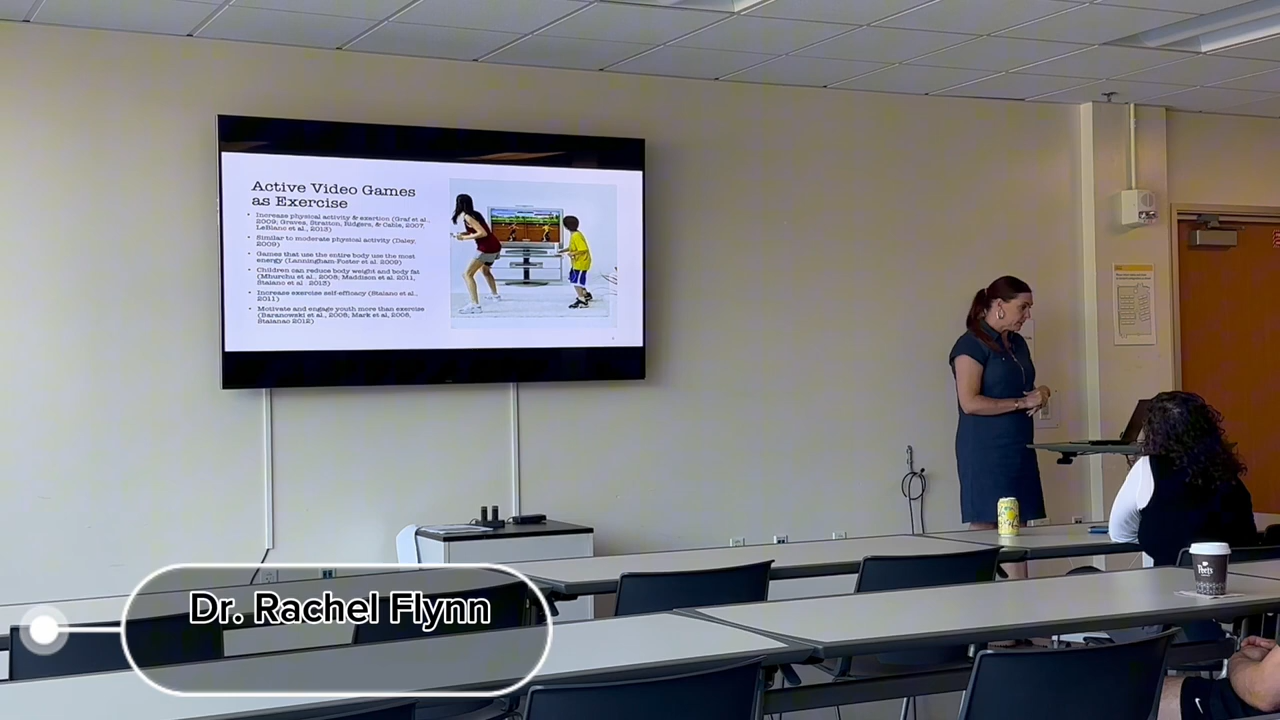 Active Video Games
as Exercise
• Increase physical activity & exertion (Graf et al.,
2009; Graves, Stratton, Ridgers, & Cable, 2007,
LeBlanc et al., 2013)
• Similar to moderate physical activity (Daley,
2009)
• Games that use the entire body use the most
energy (Lanningham-Foster et al. 2009)
• Children can reduce body weight and body fat
(Mhurchu et al., 2008; Maddison et al. 2011,
Staiano et al. 2013)
• Increase exercise self-efficacy (Staiano et al.,
2011)
• Motivate and engage youth more than exercise
(Baranowski et al., 2008, Mark et al, 2008,
Staianao 2012)
Peet's
Dr. Rachel Flynn